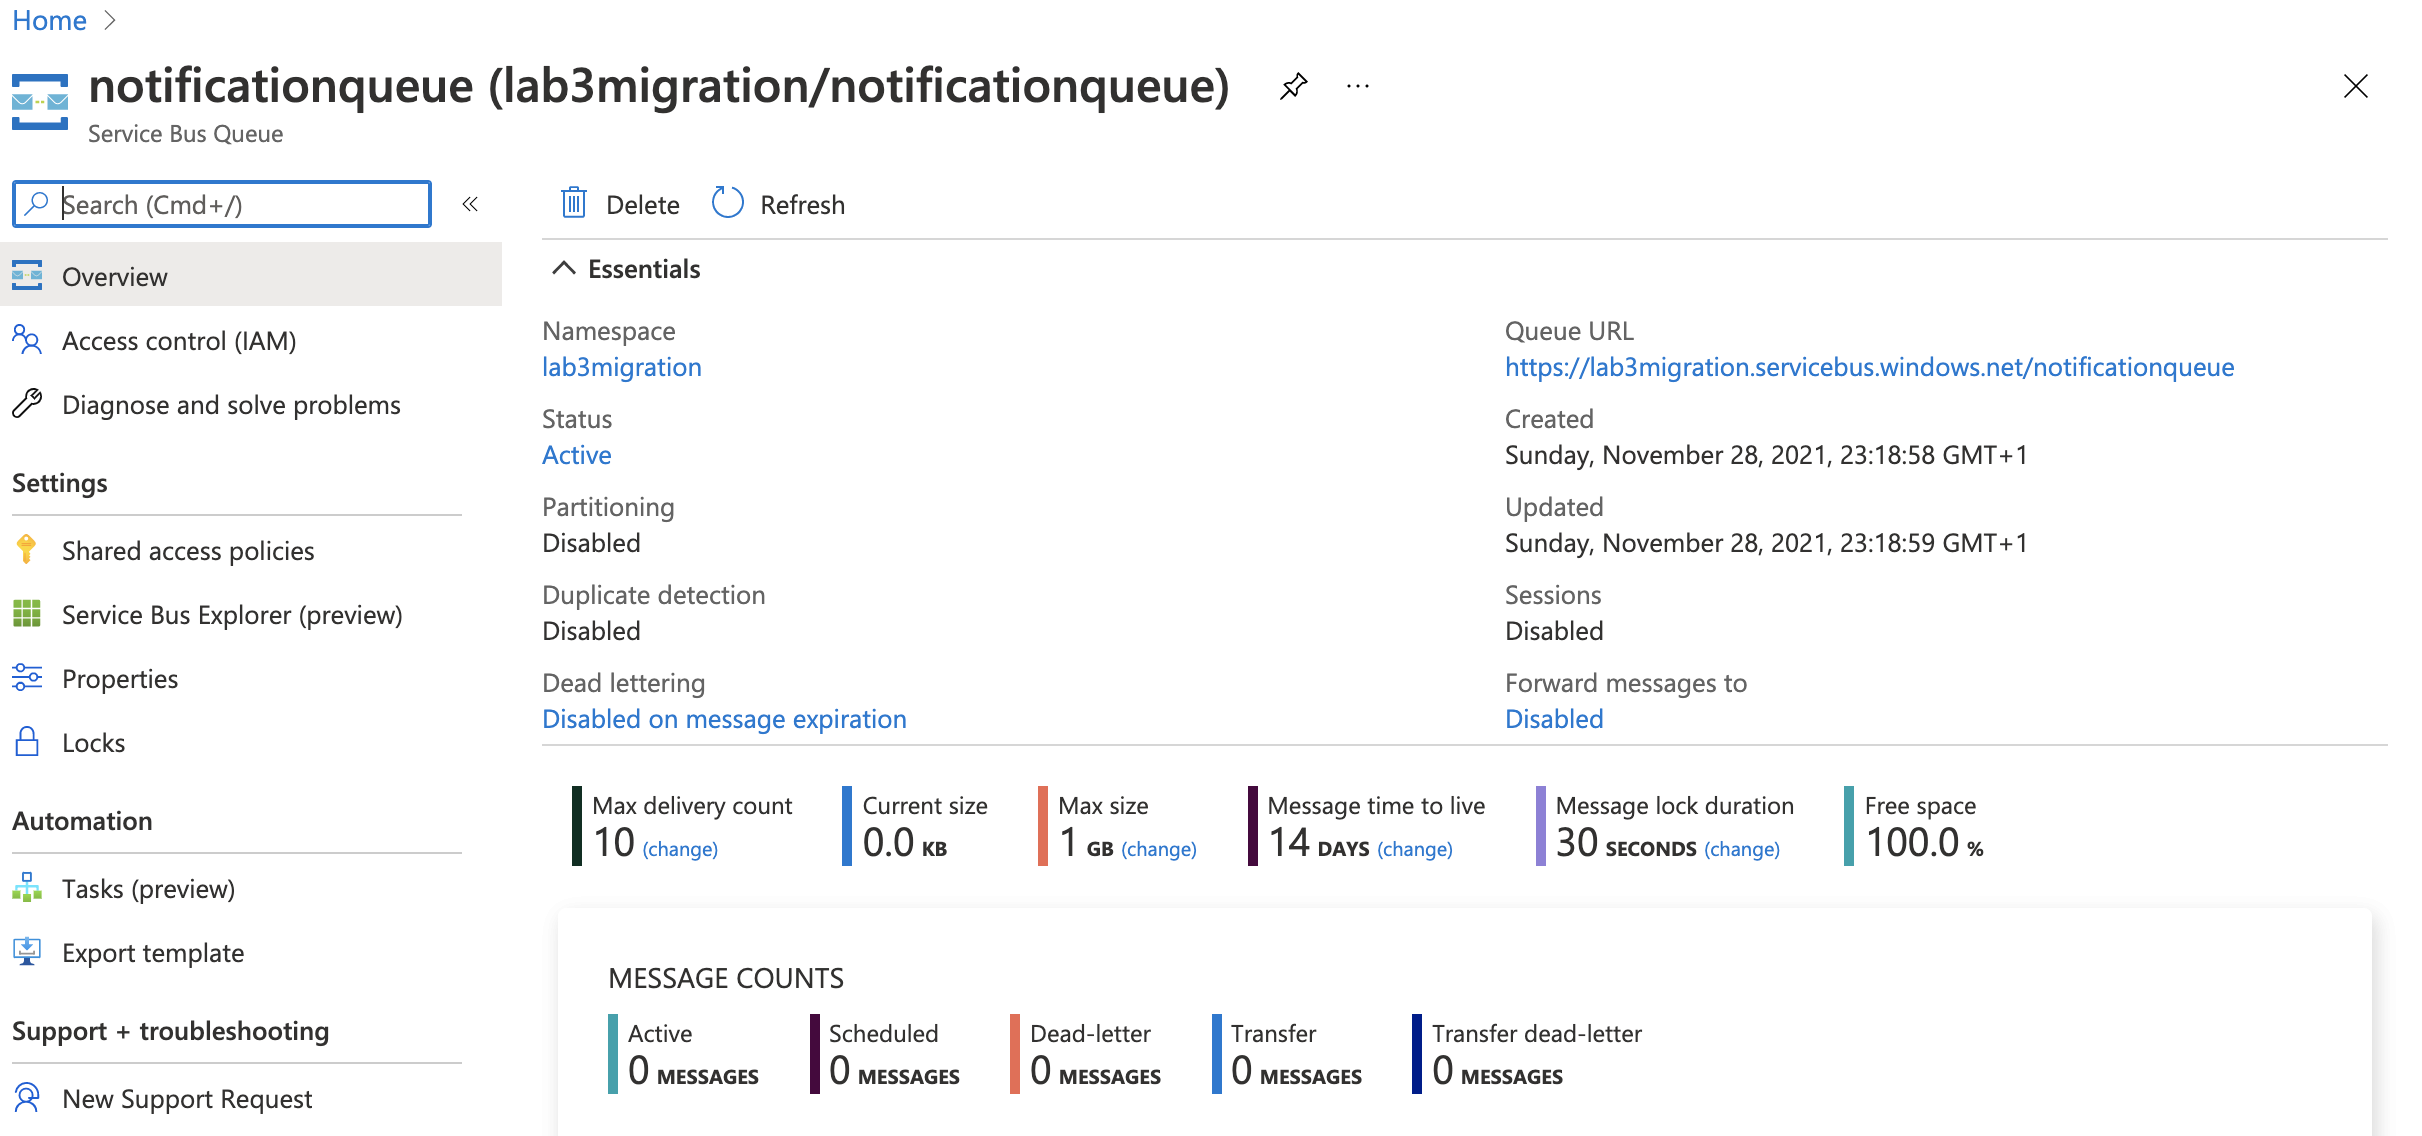 Home
notificationqueue (lab3migration/notificationqueue)
Service Bus Queue
Search (Cmd+/)
Overview
Access control (IAM)
Diagnose and solve problems
Settings
Shared access policies
Service Bus Explorer (preview)
Properties
Locks
Automation
Tasks (preview)
Export template
Support + troubleshooting
New Support Request
Delete
Refresh
Essentials
Namespace
lab3migration
Status
Active
Partitioning
Disabled
Duplicate detection
Disabled
Dead lettering
Disabled on message expiration
Queue URL
https://lab3migration.servicebus.windows.net/notificationqueue
Created
Sunday, November 28, 2021, 23:18:58 GMT+1
Updated
Sunday, November 28, 2021, 23:18:59 GMT+1
Sessions
Disabled
Forward messages to
Disabled
Max delivery count
10 (change)
Current size
0.0 KB
Max size
1 GB (change)
Message time to live
14 DAYS (change)
Message lock duration
30 SECONDS (change)
Free space
100.0 %
MESSAGE COUNTS
Active
0 MESSAGES
Scheduled
0 MESSAGES
Dead-letter
0 MESSAGES
Transfer
0 MESSAGES
Transfer dead-letter
0 MESSAGES